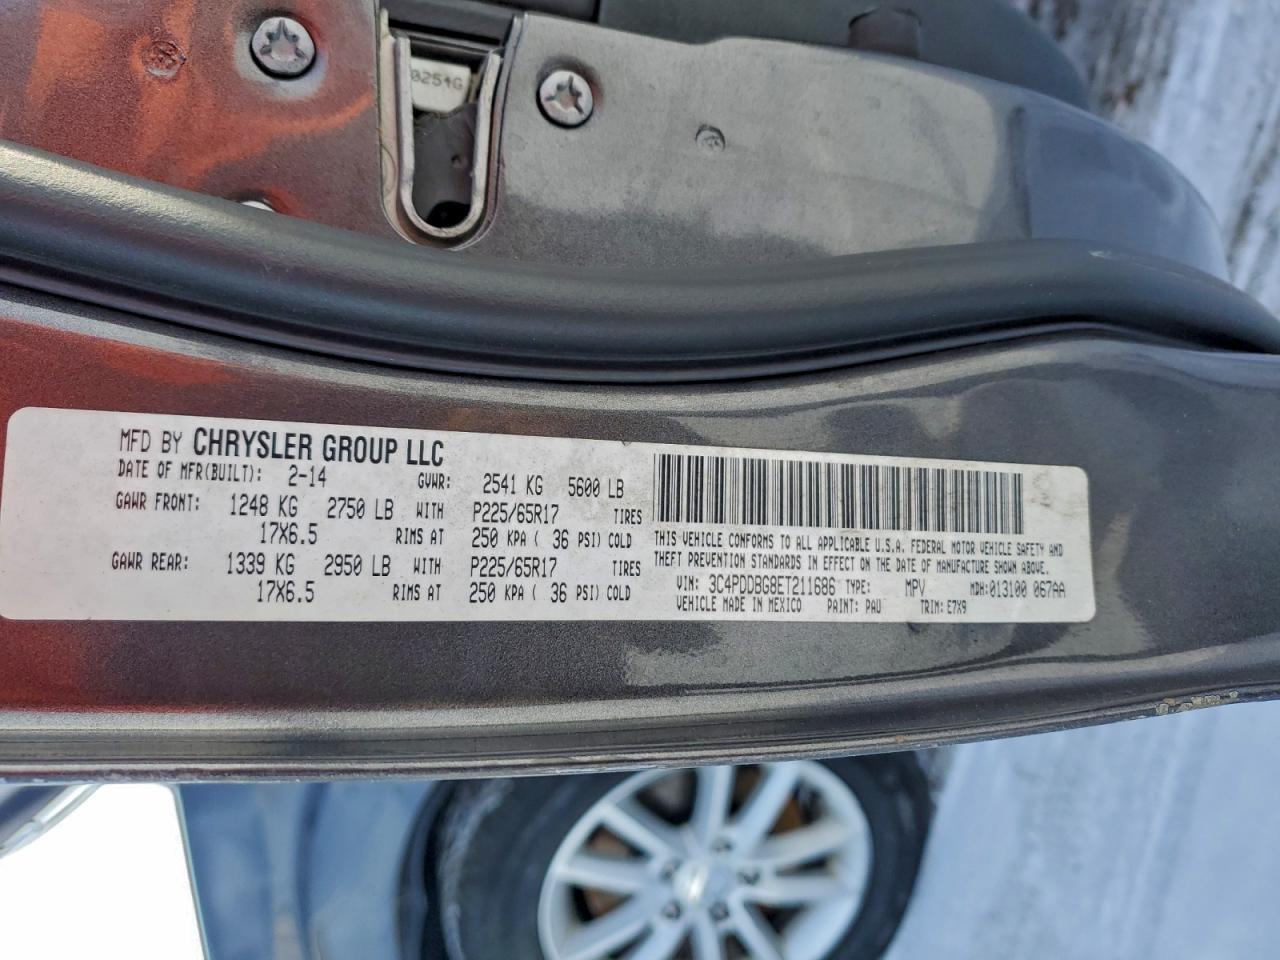 0254G
MFD BY CHRYSLER GROUP LLC
DATE OF MFR(BUILT): 2-14 GVWR: 2541 KG 5600 LB
GAWR FRONT: 1248 KG 2750 LB WITH P225/65R17 TIRES
17X6.5 RIMS AT 250 KPA ( 36 PSI) COLD
GAWR REAR: 1339 KG 2950 LB WITH P225/65R17 TIRES
17X6.5 RIMS AT 250 KPA ( 36 PSI) COLD
THIS VEHICLE CONFORMS TO ALL APPLICABLE U.S.A. FEDERAL MOTOR VEHICLE SAFETY AND
THEFT PREVENTION STANDARDS IN EFFECT ON THE DATE OF MANUFACTURE SHOWN ABOVE.
VIN: 3C4PDDBG8ET211686 TYPE: MPV MDH:013100 067AA
VEHICLE MADE IN MEXICO PAINT: PAU TRIM: E7X9